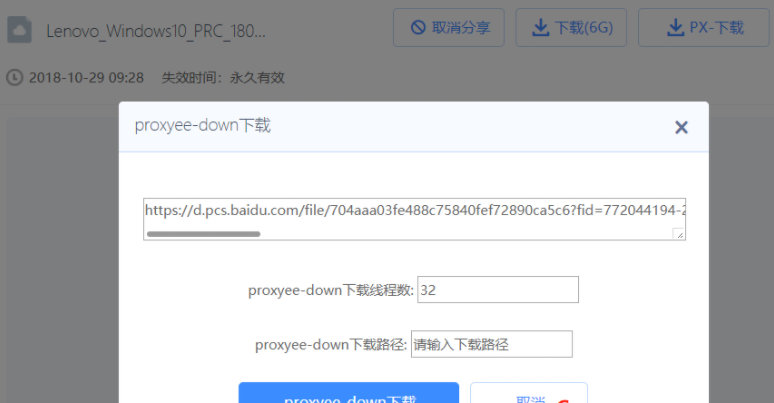 Lenovo_Windows10_PRC_180...
取消分享
下载(6G)
PX-下载
2018-10-29 09:28 失效时间：永久有效
proxyee-down下载
https://d.pcs.baidu.com/file/704aaa03fe488c75840fef72890ca5c6?fid=772044194-2
proxyee-down下载线程数: 32
proxyee-down下载路径: 请输入下载路径
proxyee-down下载
取消